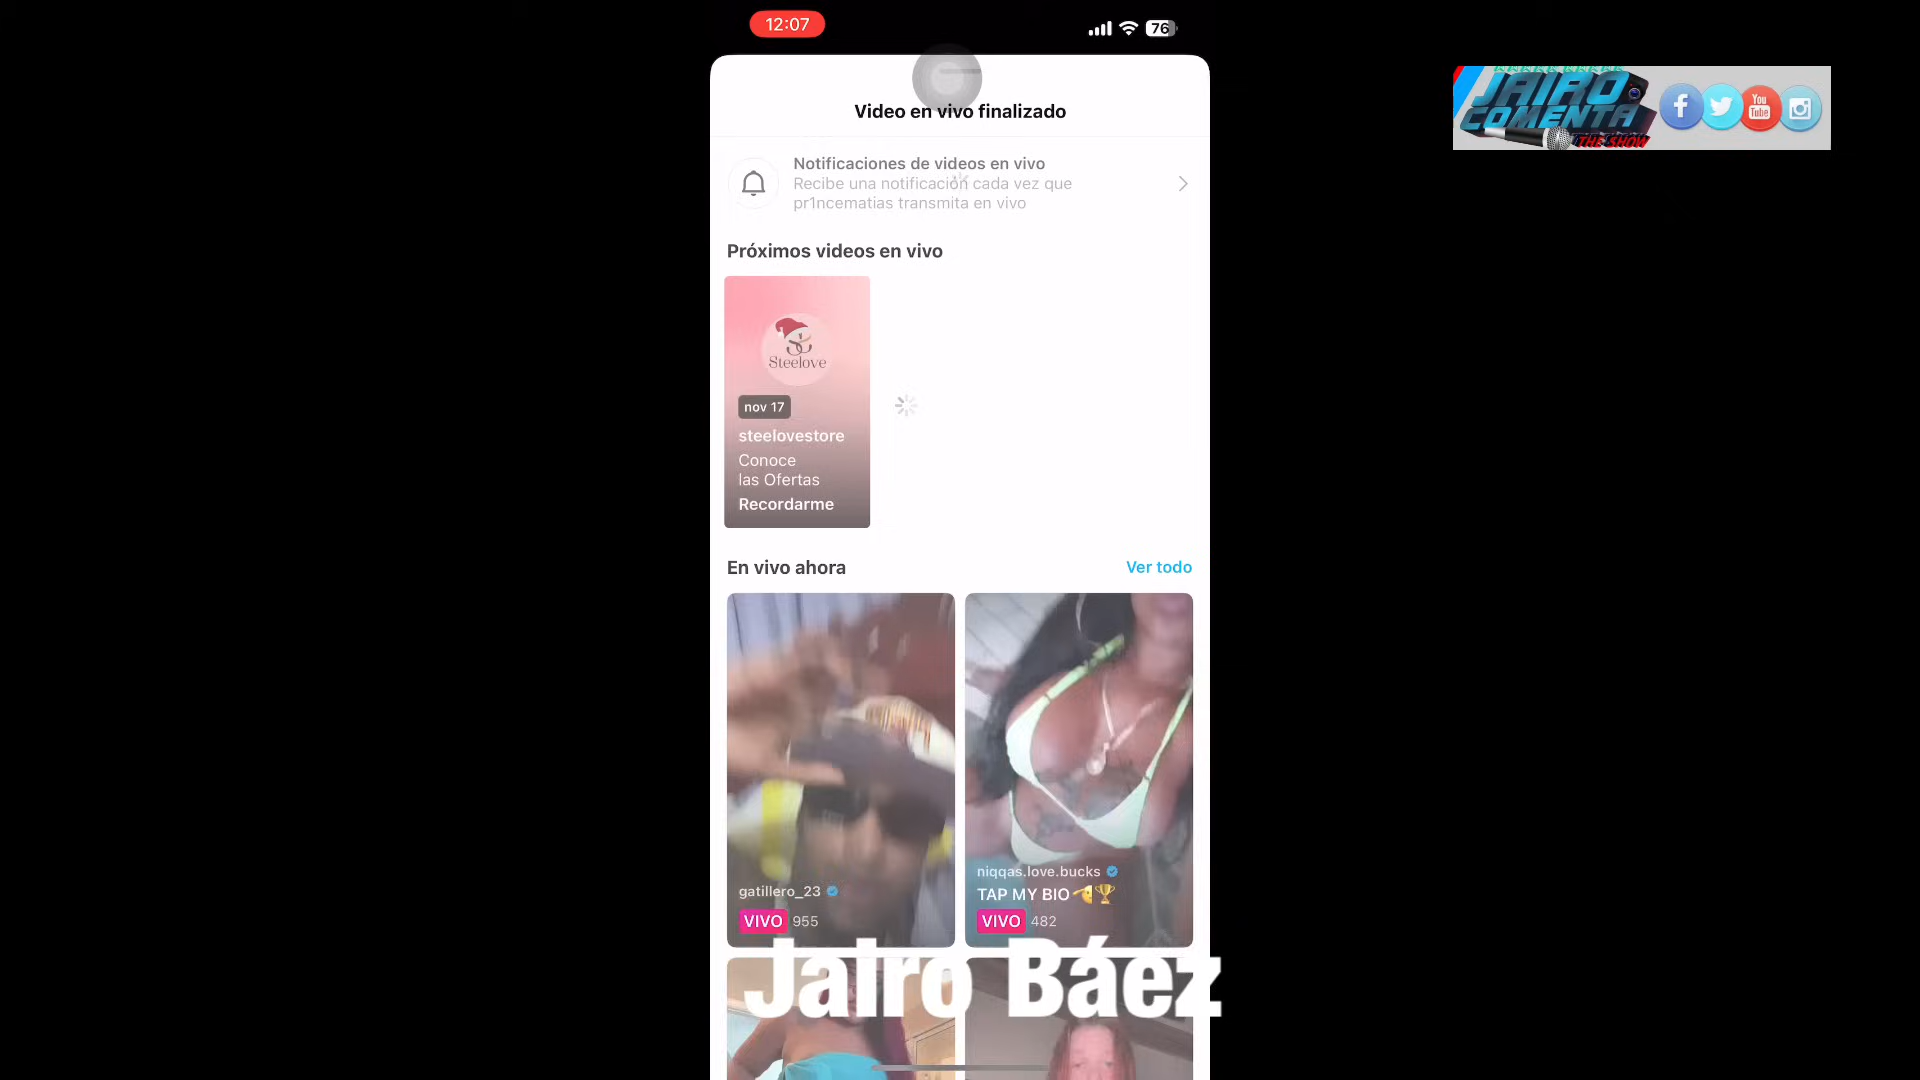 12:07
76
JAIRO
COMENTA
THE SHOW
You
Tube
Video en vivo finalizado
Notificaciones de videos en vivo
Recibe una notificación cada vez que
pr1ncematias transmita en vivo
Próximos videos en vivo
Steelove
nov 17
steelovestore
Conoce
las Ofertas
Recordarme
En vivo ahora
Ver todo
gatillero_23
VIVO 955
niqqas.love.bucks
TAP MY BIO
VIVO 482
Jairo Báez